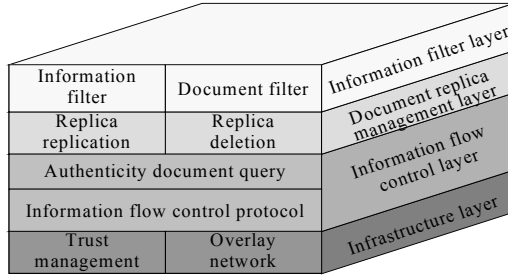 Information filter
Document filter
Information filter layer
Replica replication
Replica deletion
Document replica management layer
Authenticity document query
Information flow control protocol
Information flow control layer
Trust management
Overlay network
Infrastructure layer